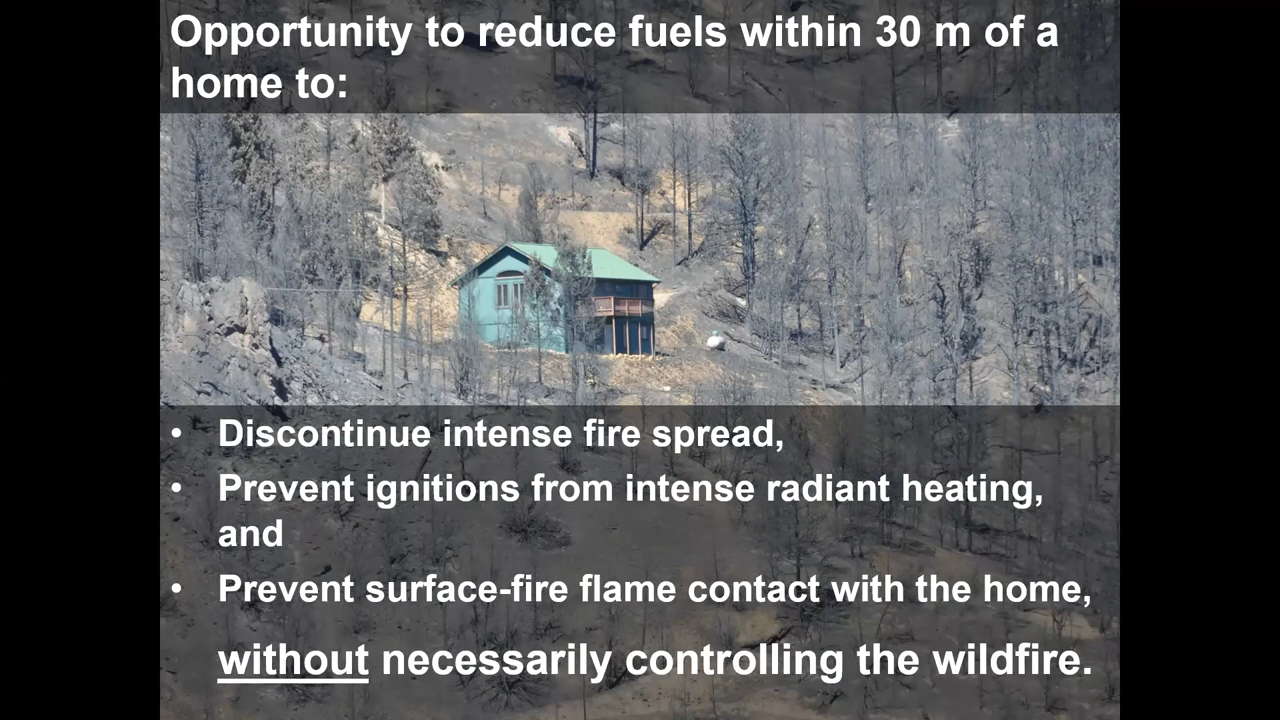 Opportunity to reduce fuels within 30 m of a
home to:
• Discontinue intense fire spread,
• Prevent ignitions from intense radiant heating,
and
• Prevent surface-fire flame contact with the home,
without necessarily controlling the wildfire.